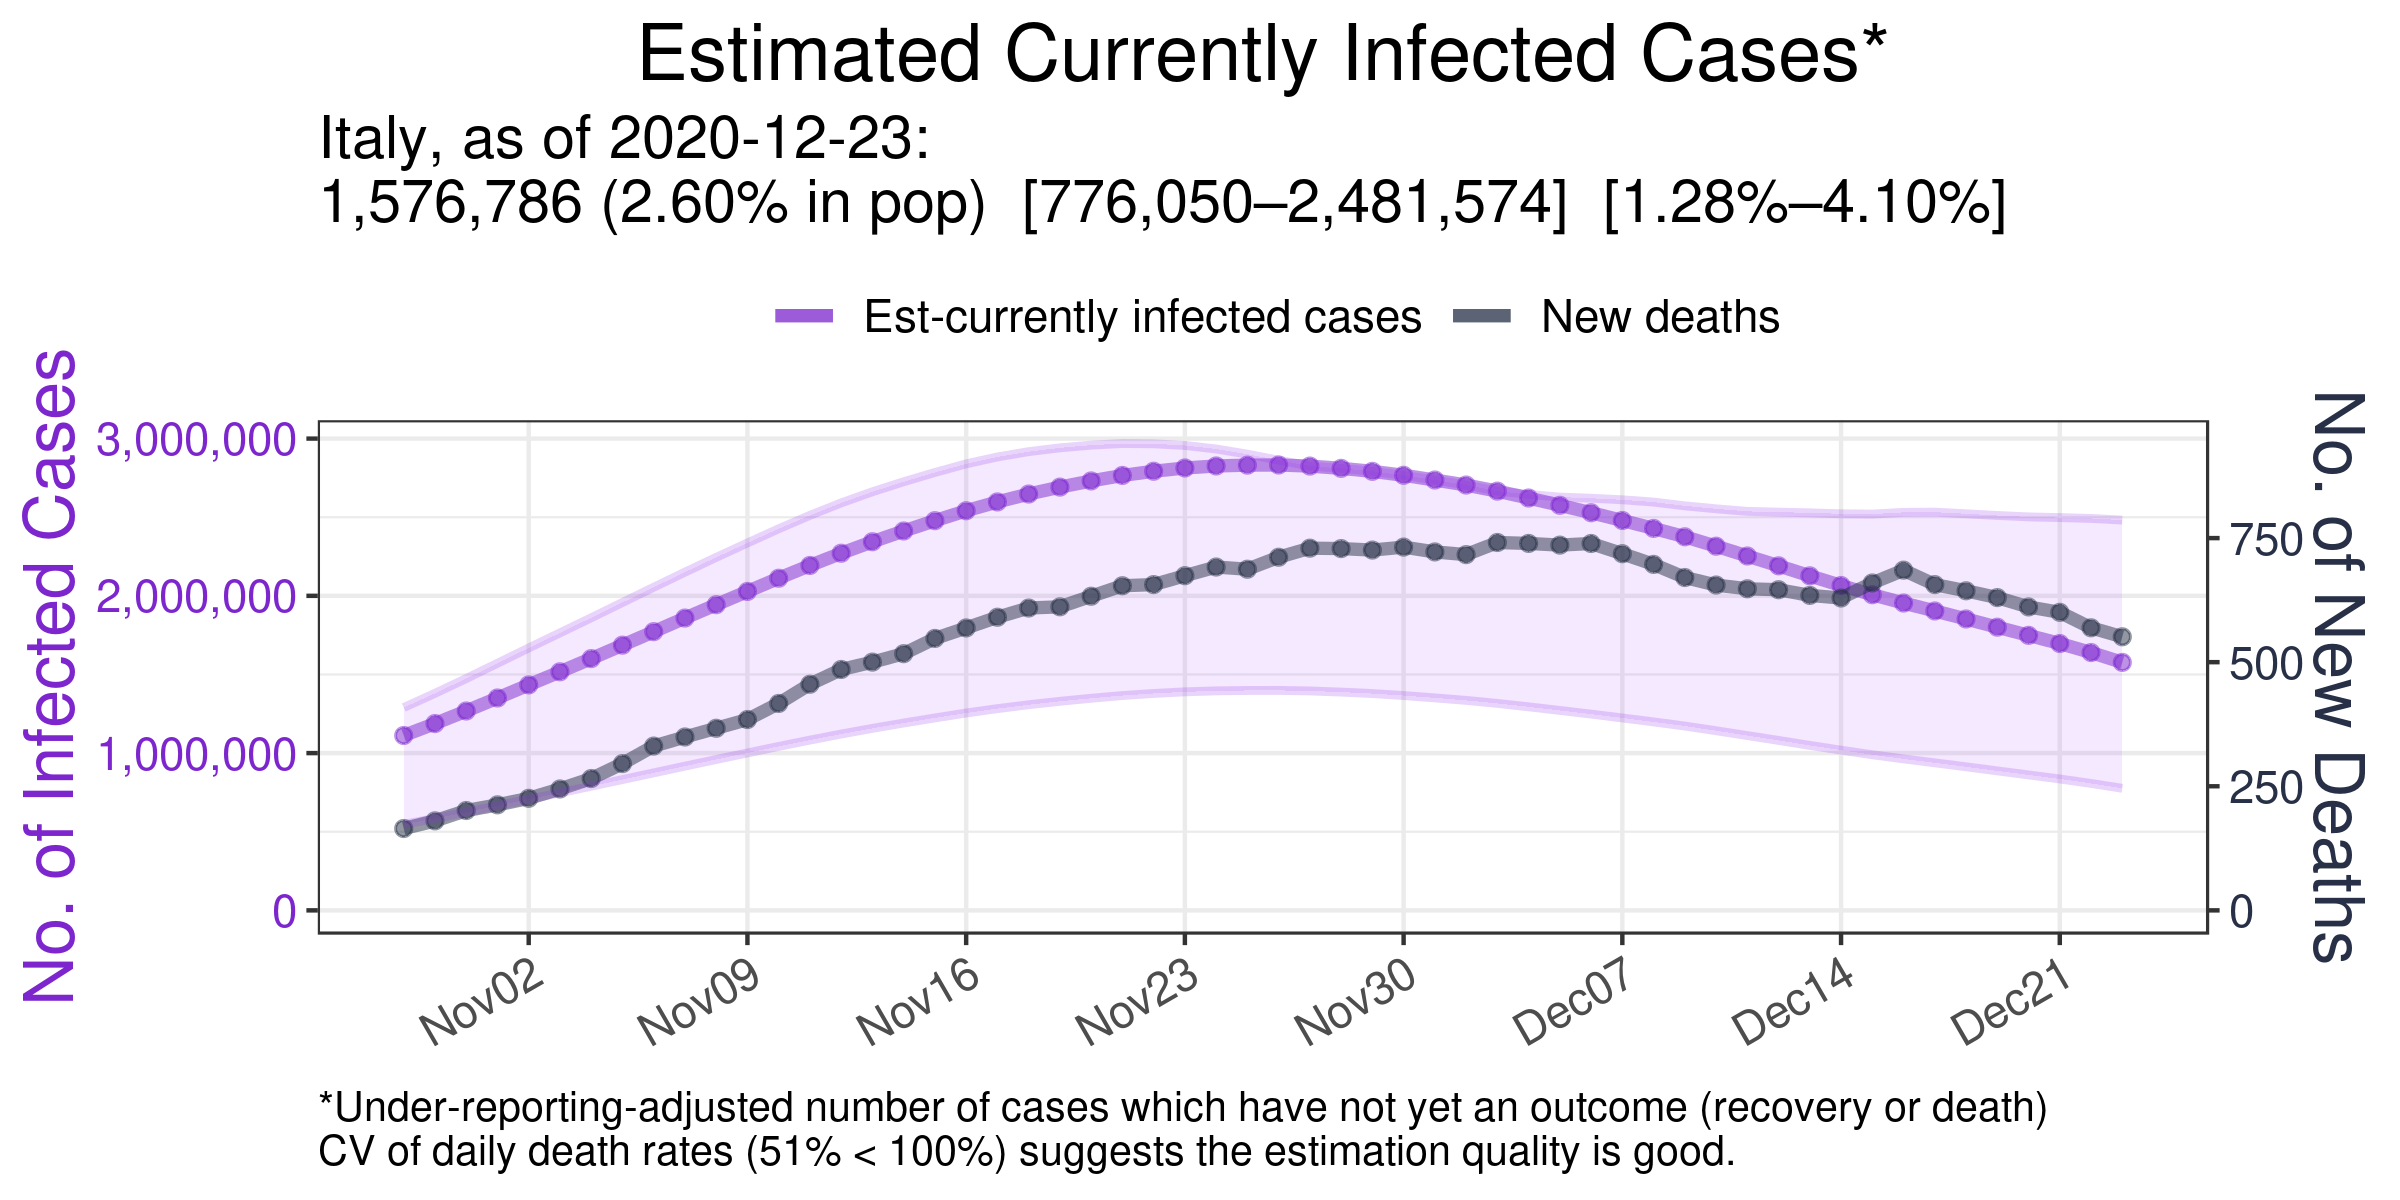 Estimated Currently Infected Cases*
Italy, as of 2020-12-23:
1,576,786 (2.60% in pop) [776,050–2,481,574] [1.28%–4.10%]
Est-currently infected cases
New deaths
No. of Infected Cases
3,000,000
2,000,000
1,000,000
0
750
500
250
0
No. of New Deaths
Nov02
Nov09
Nov16
Nov23
Nov30
Dec07
Dec14
Dec21
*Under-reporting-adjusted number of cases which have not yet an outcome (recovery or death)
CV of daily death rates (51% < 100%) suggests the estimation quality is good.